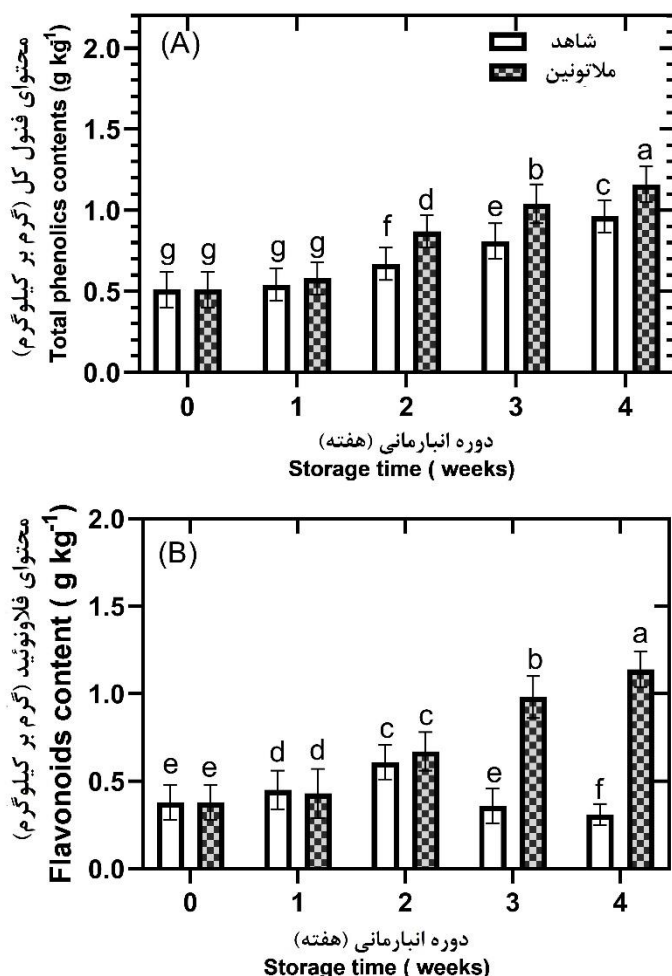 (A)
شاهد
ملاتونین
محتوای فنول کل (گرم بر کیلوگرم)
Total phenolics contents (g kg-1)
2.0
1.5
1.0
0.5
0.0
g g g g f d e b c a
0 1 2 3 4
دوره انبارمانی (هفته)
Storage time ( weeks)
(B)
محتوای فلاونوئید (گرم بر کیلوگرم)
Flavonoids content ( g kg-1)
2.0
1.5
1.0
0.5
0.0
e e d d c c e b f a
0 1 2 3 4
دوره انبارمانی (هفته)
Storage time ( weeks)